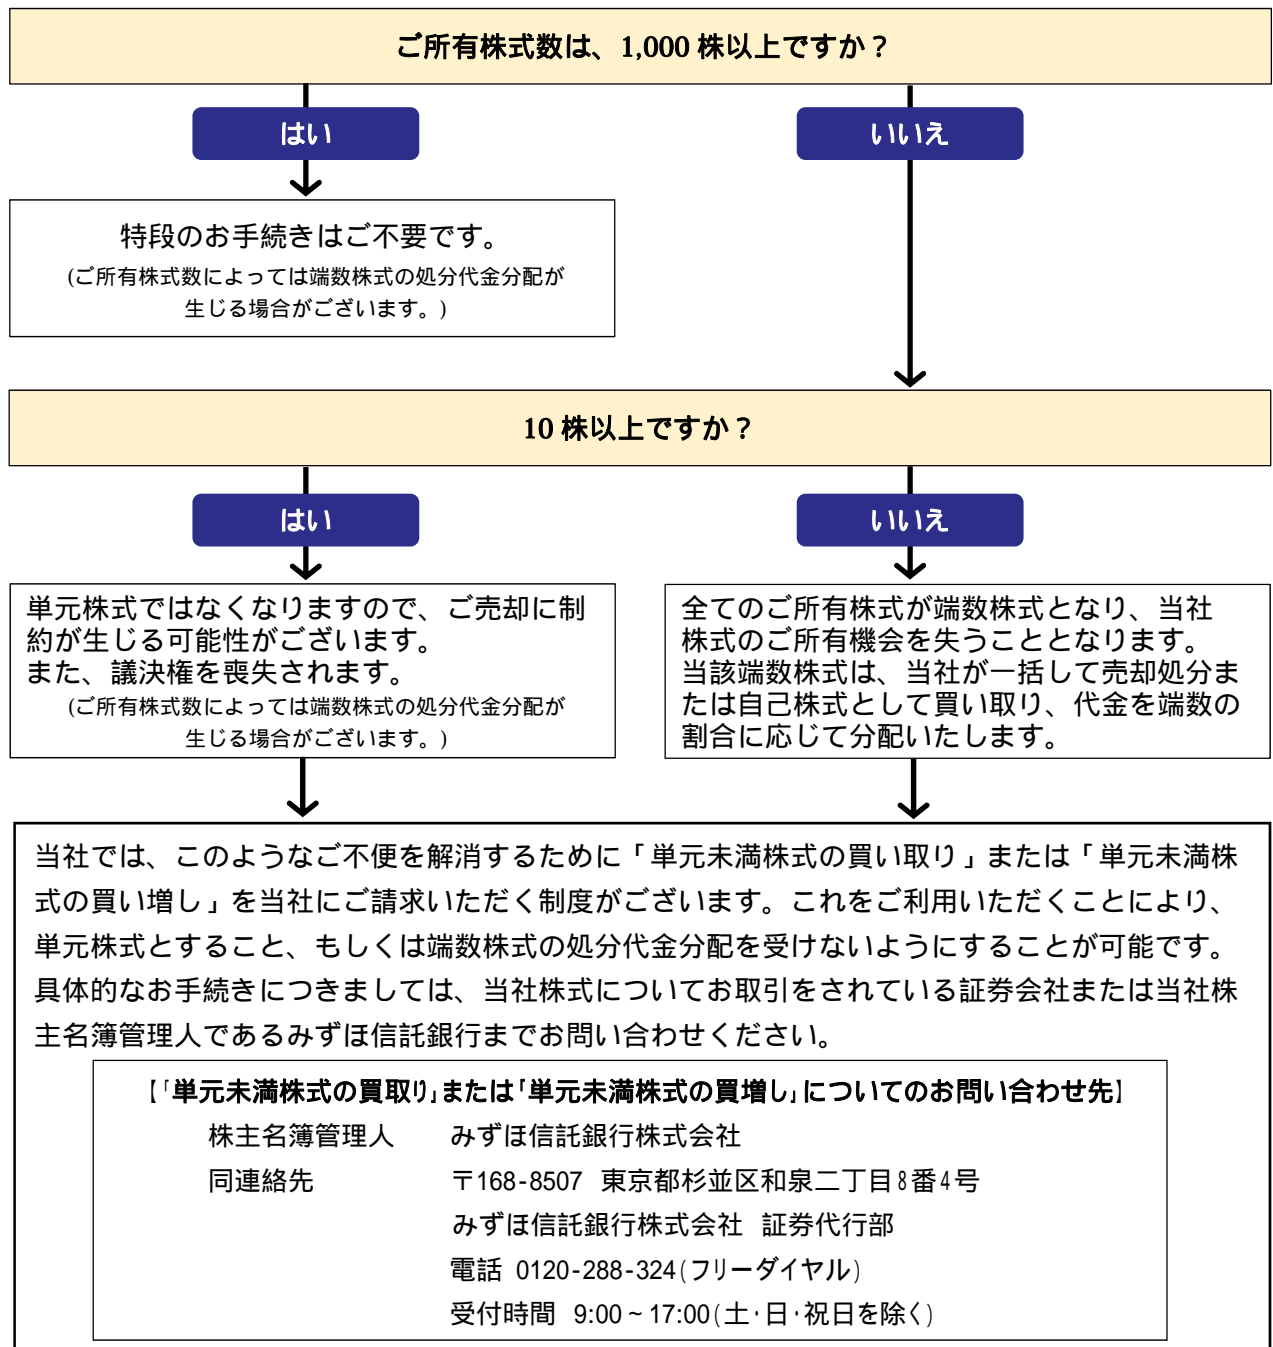 ご所有株式数は、1,000 株以上ですか？
はい
いいえ
特段のお手続きはご不要です。
(ご所有株式数によっては端数株式の処分代金分配が
生じる場合がございます。)
10 株以上ですか？
はい
いいえ
単元株式ではなくなりますので、ご売却に制
約が生じる可能性がございます。
また、議決権を喪失されます。
(ご所有株式数によっては端数株式の処分代金分配が
生じる場合がございます。)
全てのご所有株式が端数株式となり、当社
株式のご所有機会を失うこととなります。
当該端数株式は、当社が一括して売却処分ま
たは自己株式として買い取り、代金を端数の
割合に応じて分配いたします。
当社では、このようなご不便を解消するために「単元未満株式の買い取り」または「単元未満株
式の買い増し」を当社にご請求いただく制度がございます。これをご利用いただくことにより、
単元株式とすること、もしくは端数株式の処分代金分配を受けないようにすることが可能です。
具体的なお手続きにつきましては、当社株式についてお取引をされている証券会社または当社株
主名簿管理人であるみずほ信託銀行までお問い合わせください。
【「単元未満株式の買取り」または「単元未満株式の買増し」についてのお問い合わせ先】
株主名簿管理人 みずほ信託銀行株式会社
同連絡先 〒168-8507 東京都杉並区和泉二丁目8番4号
みずほ信託銀行株式会社 証券代行部
電話 0120-288-324(フリーダイヤル)
受付時間 9:00～17:00(土・日・祝日を除く)